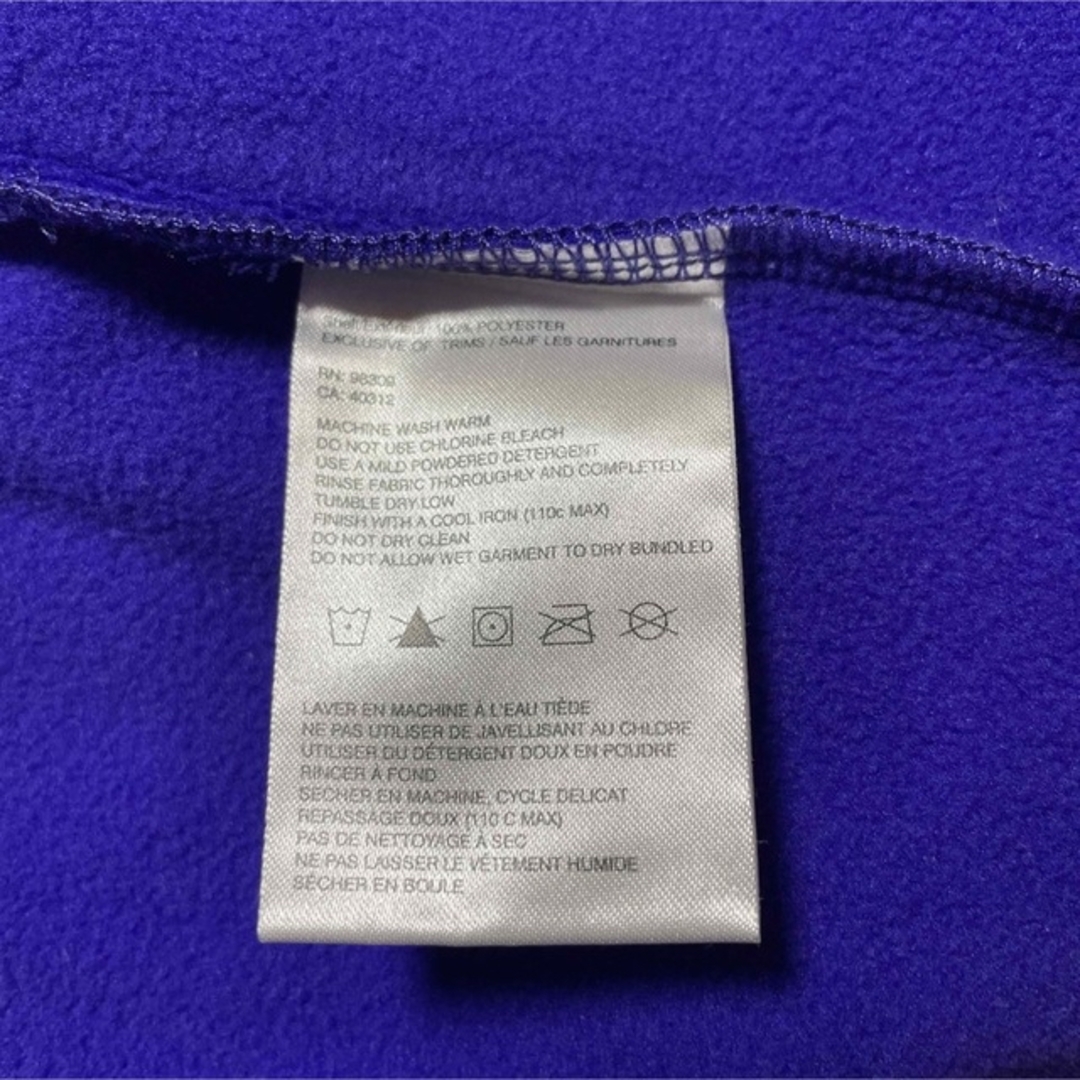 Shell/Extérieur 100% POLYESTER
EXCLUSIVE OF TRIMS / SAUF LES GARNITURES
RN: 98309
CA: 40312
MACHINE WASH WARM
DO NOT USE CHLORINE BLEACH
USE A MILD POWDERED DETERGENT
RINSE FABRIC THOROUGHLY AND COMPLETELY
TUMBLE DRY LOW
FINISH WITH A COOL IRON (110c MAX)
DO NOT DRY CLEAN
DO NOT ALLOW WET GARMENT TO DRY BUNDLED
LAVER EN MACHINE À L'EAU TIÈDE
NE PAS UTILISER DE JAVELLISANT AU CHLORE
UTILISER DU DÉTERGENT DOUX EN POUDRE
RINCER À FOND
SÉCHER EN MACHINE, CYCLE DELICAT
REPASSAGE DOUX (110 C MAX)
PAS DE NETTOYAGE À SEC
NE PAS LAISSER LE VÊTEMENT HUMIDE
SÉCHER EN BOULE